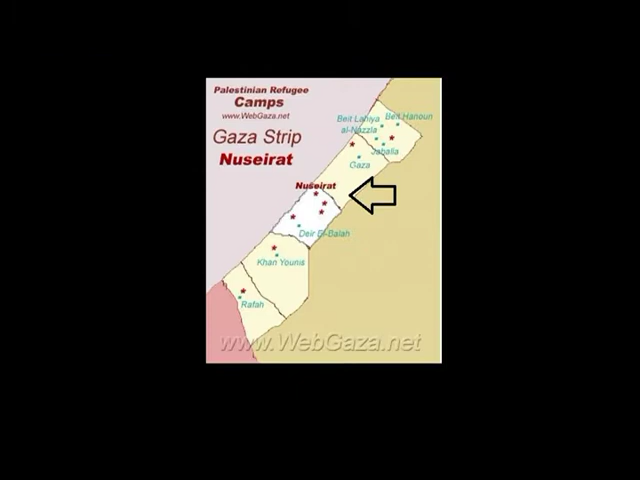 Palestinian Refugee
Camps
www.WebGaza.net
Gaza Strip
Nuseirat
Beit Lahiya
Beit Hanoun
al-Nazzla
Jabalia
Gaza
Nuseirat
Deir El-Balah
Khan Younis
Rafah
www.WebGaza.net